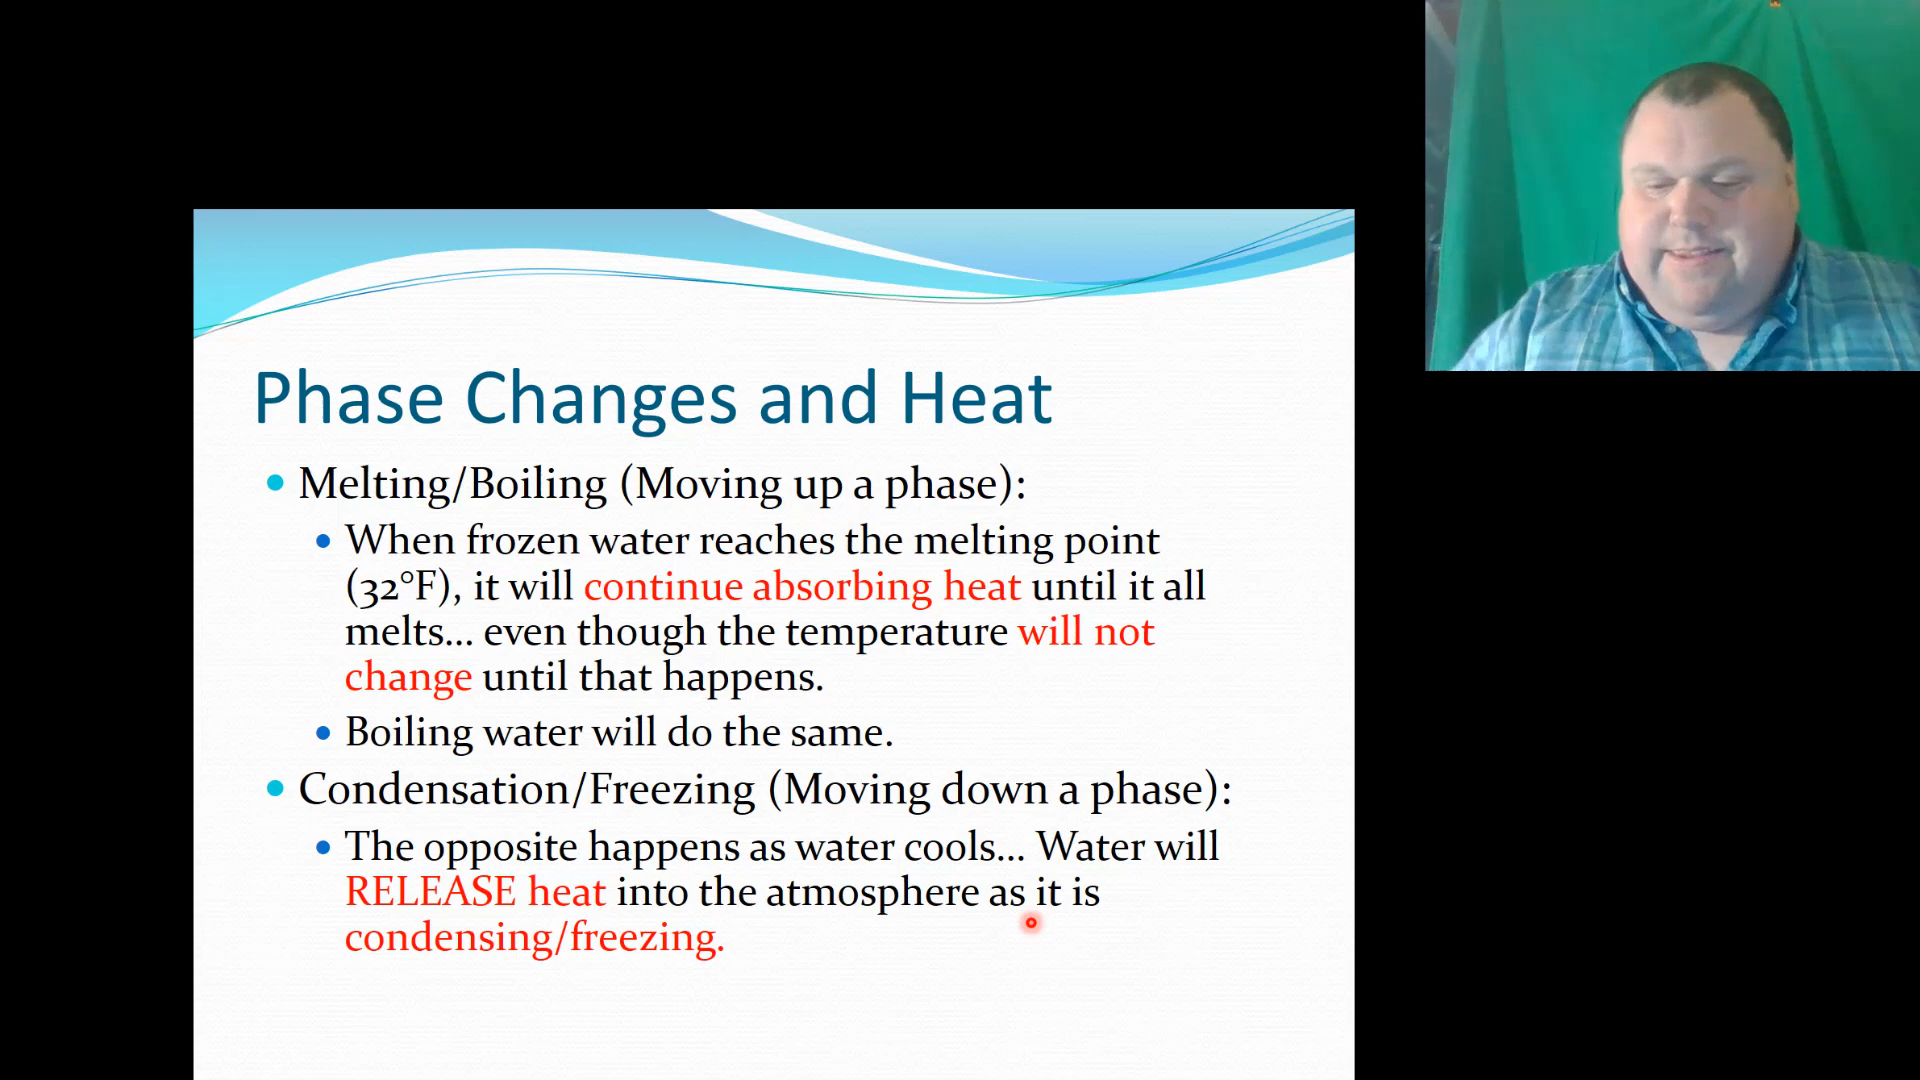 Phase Changes and Heat
Melting/Boiling (Moving up a phase):
When frozen water reaches the melting point
(32°F), it will continue absorbing heat until it all
melts... even though the temperature will not
change until that happens.
Boiling water will do the same.
Condensation/Freezing (Moving down a phase):
The opposite happens as water cools... Water will
RELEASE heat into the atmosphere as it is
condensing/freezing.